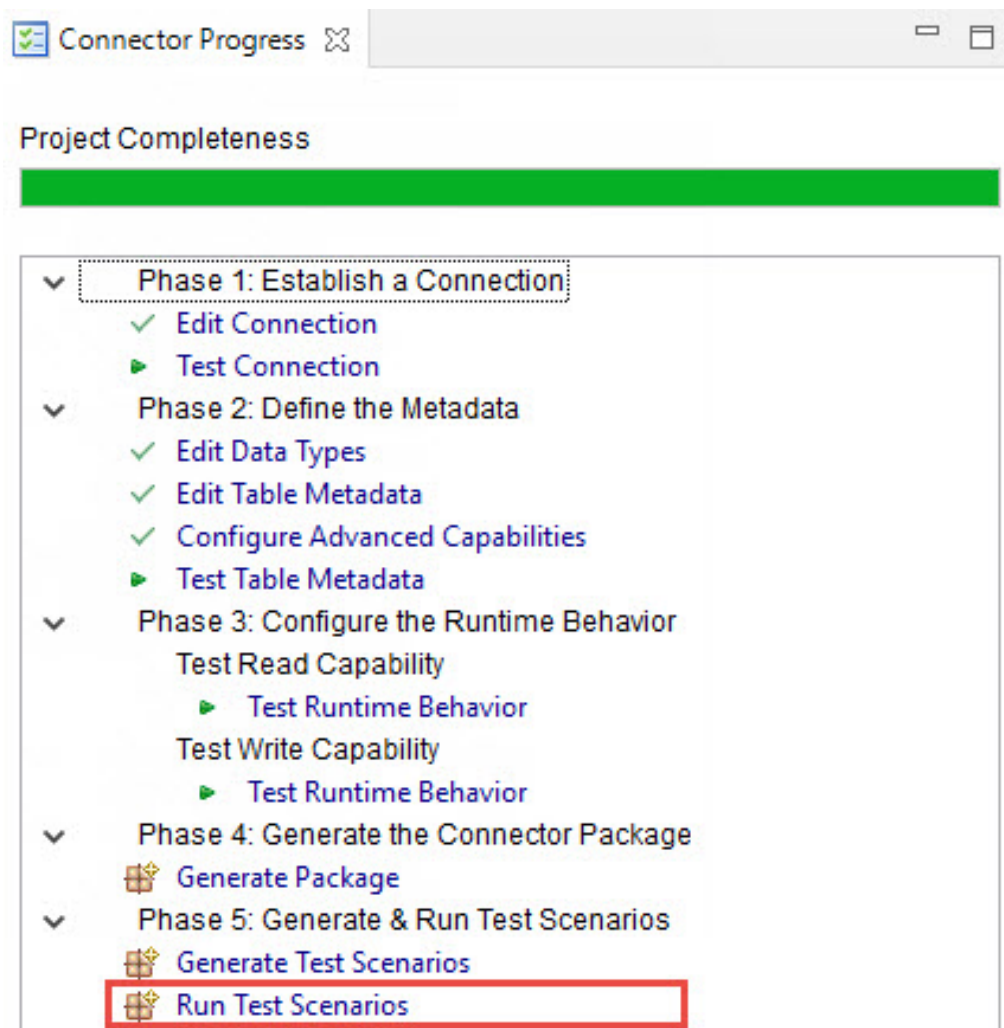 Connector Progress
Project Completeness
Phase 1: Establish a Connection
Edit Connection
Test Connection
Phase 2: Define the Metadata
Edit Data Types
Edit Table Metadata
Configure Advanced Capabilities
Test Table Metadata
Phase 3: Configure the Runtime Behavior
Test Read Capability
Test Runtime Behavior
Test Write Capability
Test Runtime Behavior
Phase 4: Generate the Connector Package
Generate Package
Phase 5: Generate & Run Test Scenarios
Generate Test Scenarios
Run Test Scenarios